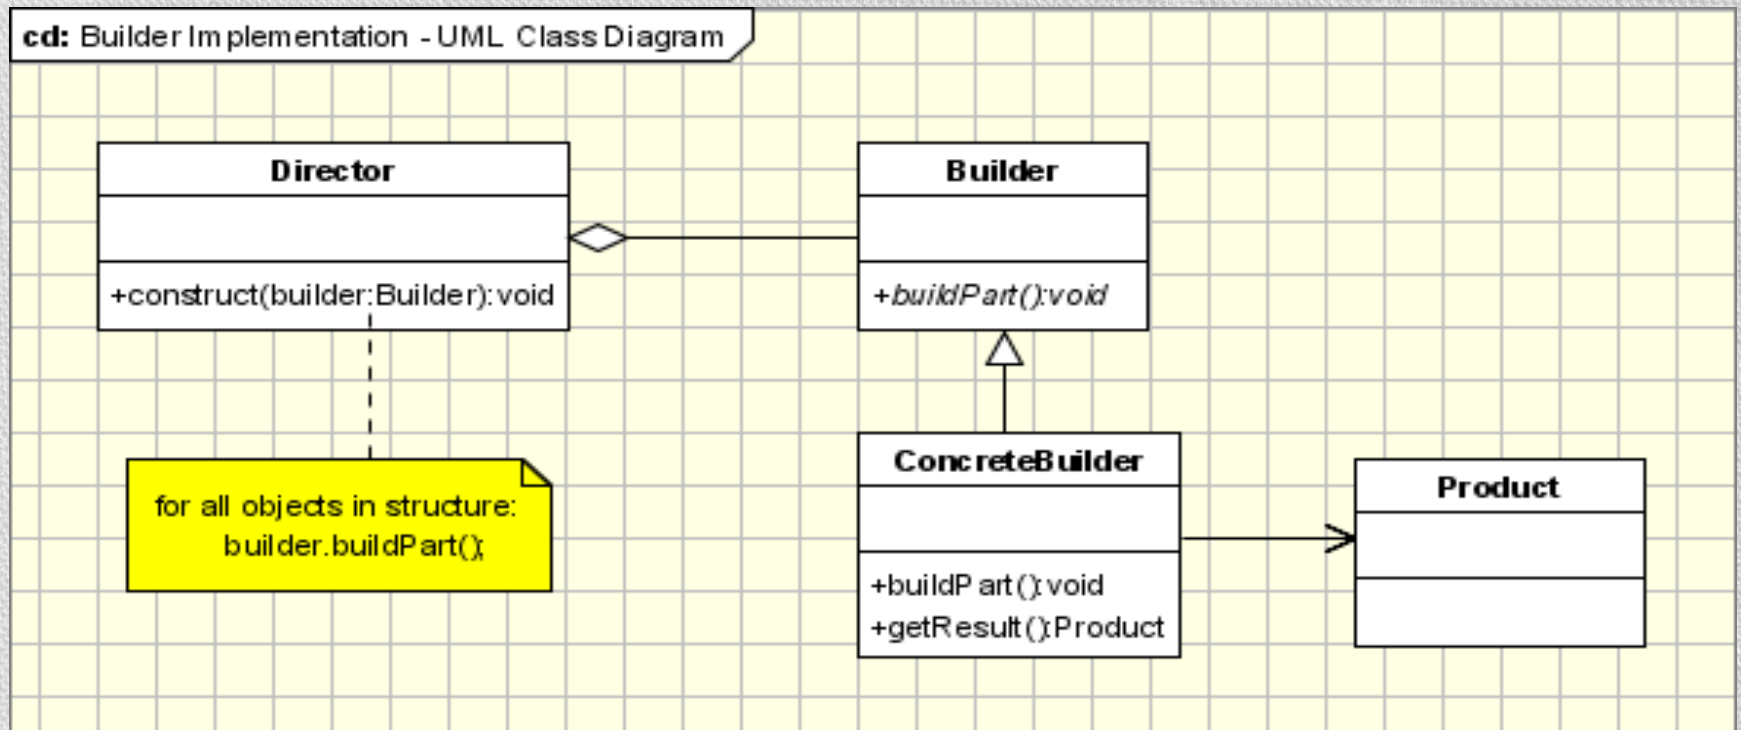 cd: Builder Implementation - UML Class Diagram
Director
+construct(builder:Builder):void
Builder
+buildPart():void
for all objects in structure:
builder.buildPart();
ConcreteBuilder
+buildPart():void
+getResult():Product
Product